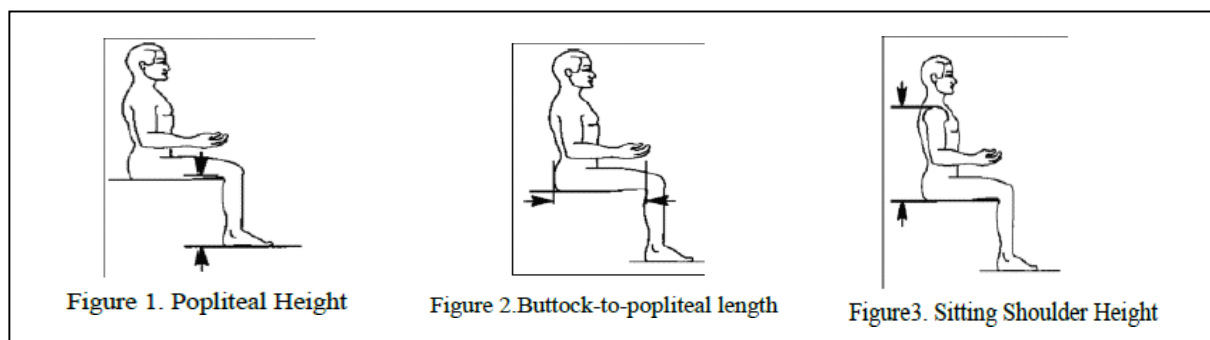 Figure 1. Popliteal Height
Figure 2.Buttock-to-popliteal length
Figure3. Sitting Shoulder Height